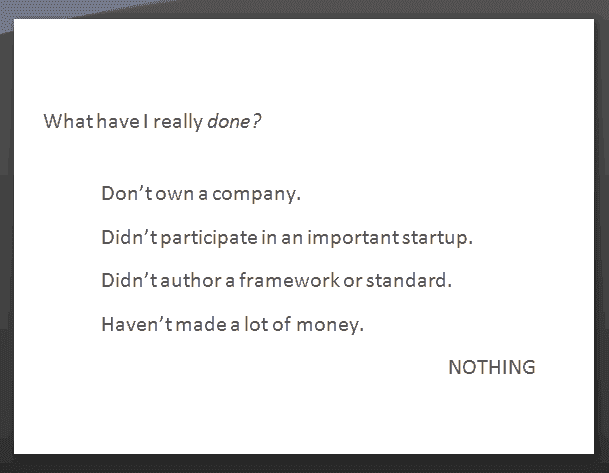 What have I really done?
Don't own a company.
Didn't participate in an important startup.
Didn't author a framework or standard.
Haven't made a lot of money.
NOTHING